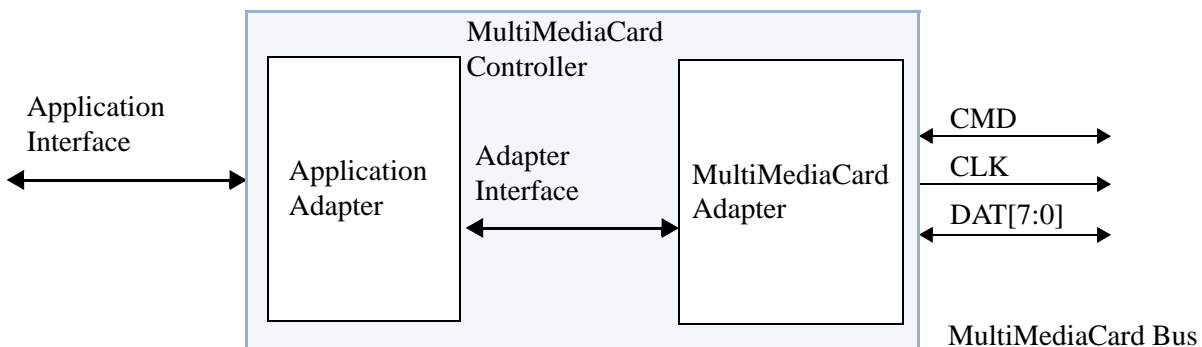 MultiMediaCard
Controller
Application
Interface
Application
Adapter
Adapter
Interface
MultiMediaCard
Adapter
CMD
CLK
DAT[7:0]
MultiMediaCard Bus